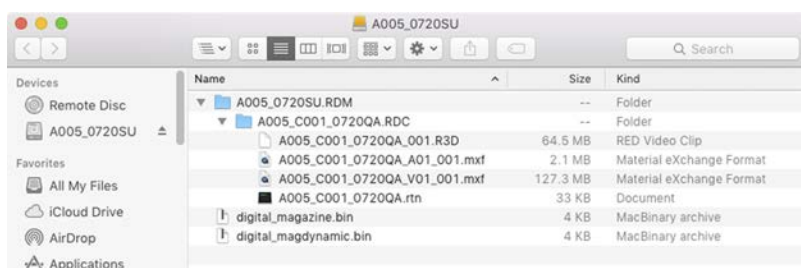 A005_0720SU
Search
Devices
Remote Disc
A005_0720SU
Favorites
All My Files
iCloud Drive
AirDrop
Applications
Name Size Kind
A005_0720SU.RDM -- Folder
A005_C001_0720QA.RDC -- Folder
A005_C001_0720QA_001.R3D 64.5 MB RED Video Clip
A005_C001_0720QA_A01_001.mxf 2.1 MB Material eXchange Format
A005_C001_0720QA_V01_001.mxf 127.3 MB Material eXchange Format
A005_C001_0720QA.rtn 33 KB Document
digital_magazine.bin 4 KB MacBinary archive
digital_magdynamic.bin 4 KB MacBinary archive